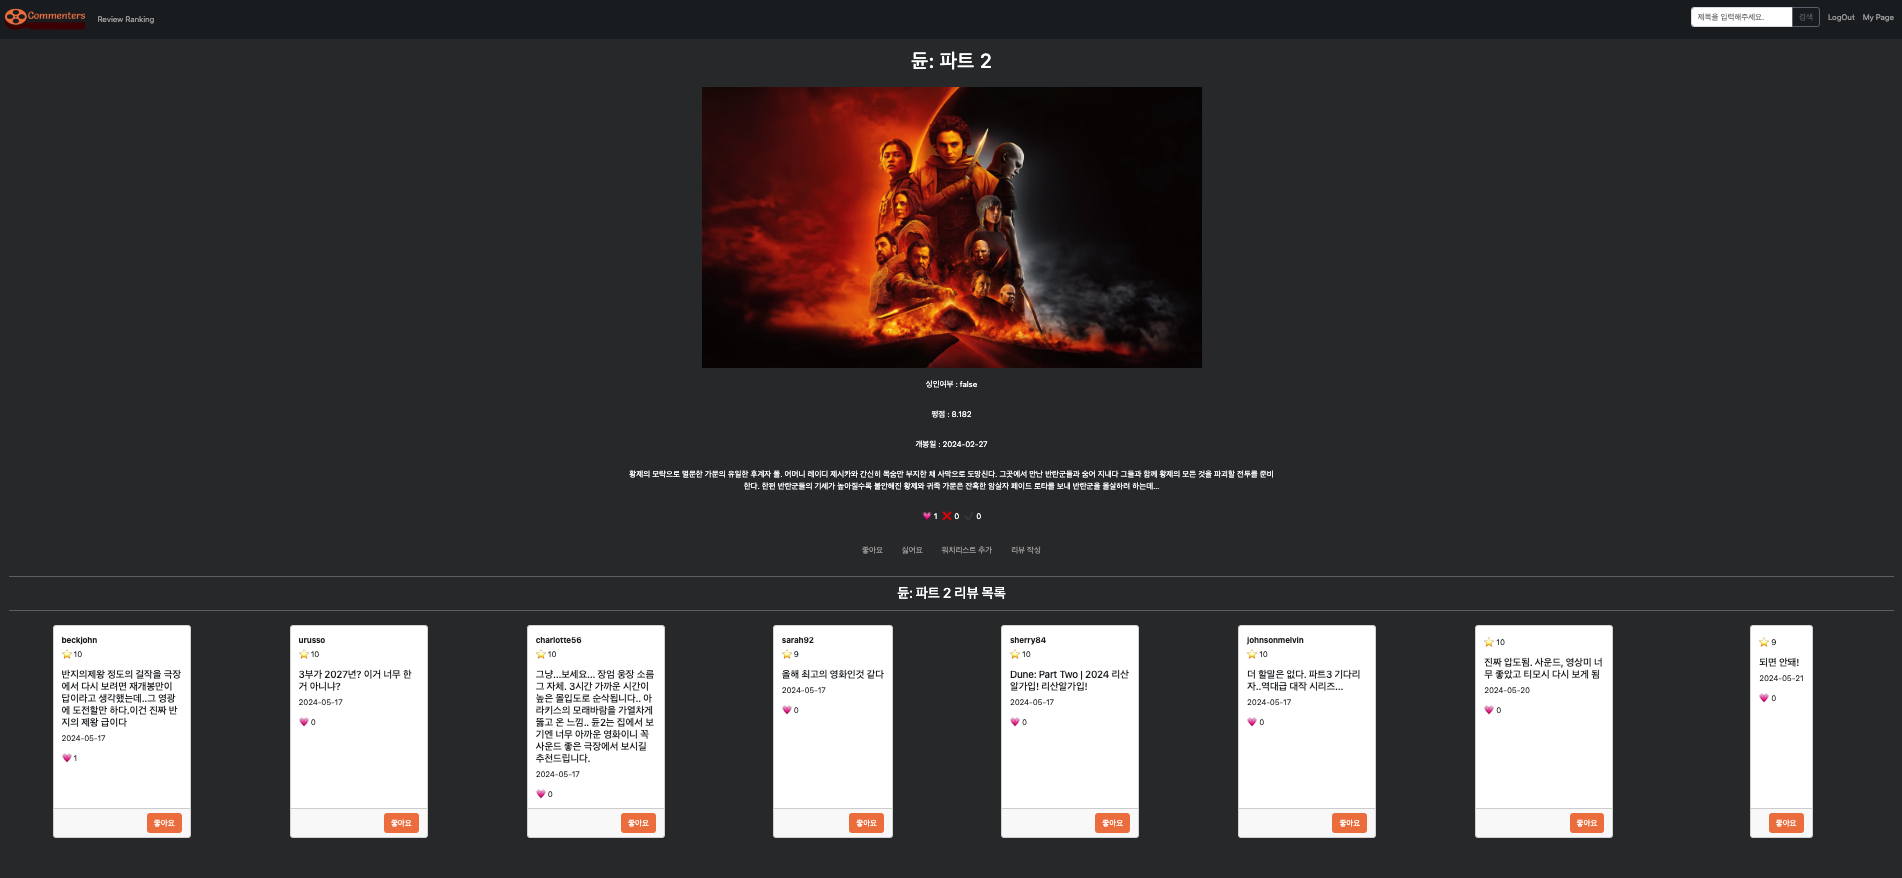 Commenters
Review Ranking
제목을 입력해주세요.
검색
LogOut
My Page
듄: 파트 2
성인여부 : false
평점 : 8.182
개봉일 : 2024-02-27
황제의 모략으로 멸문한 가문의 유일한 후계자 폴. 어머니 레이디 제시카와 간신히 목숨만 부지한 채 사막으로 도망친다. 그곳에서 만난 반란군들과 숨어 지내다 그들과 함께 황제의 모든 것을 파괴할 전투를 준비
한다. 한편 반란군들의 기세가 높아질수록 불안해진 황제와 귀족 가문은 잔혹한 암살자 페이드 로타를 보내 반란군을 몰살하려 하는데…
💗 1 ❌ 0 ✔ 0
좋아요
싫어요
워치리스트 추가
리뷰 작성
듄: 파트 2 리뷰 목록
beckjohn
⭐ 10
반지의제왕 정도의 걸작을 극장
에서 다시 보려면 재개봉만이
답이라고 생각했는데..그 영광
에 도전할만 하다.이건 진짜 반
지의 제왕 급이다
2024-05-17
💗 1
좋아요
urusso
⭐ 10
3부가 2027년? 이거 너무 한
거 아니냐?
2024-05-17
💗 0
좋아요
charlotte56
⭐ 10
그냥...보세요... 장엄 웅장 소름
그 자체. 3시간 가까운 시간이
높은 몰입도로 순삭됩니다.. 아
라키스의 모래바람을 가열차게
뚫고 온 느낌.. 듄2는 집에서 보
기엔 너무 아까운 영화이니 꼭
사운드 좋은 극장에서 보시길
추천드립니다.
2024-05-17
💗 0
좋아요
sarah92
⭐ 9
올해 최고의 영화인것 같다
2024-05-17
💗 0
좋아요
sherry84
⭐ 10
Dune: Part Two | 2024 리산
알가입! 리산알가입!
2024-05-17
💗 0
좋아요
johnsonmelvin
⭐ 10
더 할말은 없다. 파트3 기다리
자..역대급 대작 시리즈...
2024-05-17
💗 0
좋아요
⭐ 10
진짜 압도됨. 사운드, 영상미 너
무 좋았고 티모시 다시 보게 됨
2024-05-20
💗 0
좋아요
⭐ 9
되면 안돼!
2024-05-21
💗 0
좋아요